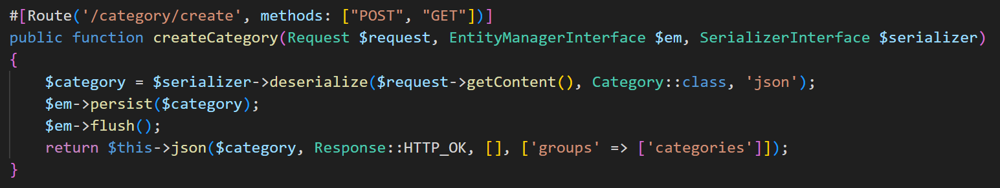 #[Route('/category/create', methods: ["POST", "GET"])]
public function createCategory(Request $request, EntityManagerInterface $em, SerializerInterface $serializer)
{
    $category = $serializer->deserialize($request->getContent(), Category::class, 'json');
    $em->persist($category);
    $em->flush();
    return $this->json($category, Response::HTTP_OK, [], ['groups' => ['categories']]);
}